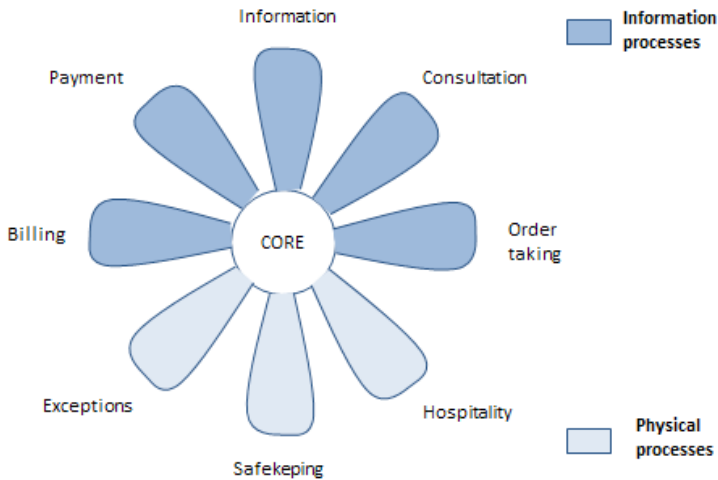 Information
Information
processes
Payment
Consultation
Billing
CORE
Order
taking
Exceptions
Hospitality
Safekeping
Physical
processes